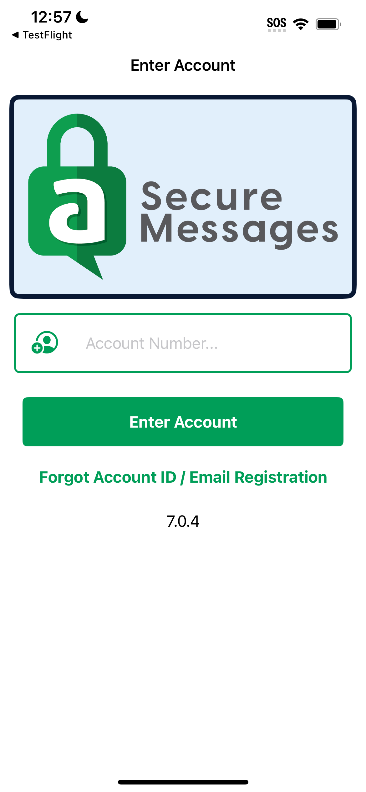 12:57
SOS
◀ TestFlight
Enter Account
a
Secure
Messages
Account Number...
Enter Account
Forgot Account ID / Email Registration
7.0.4